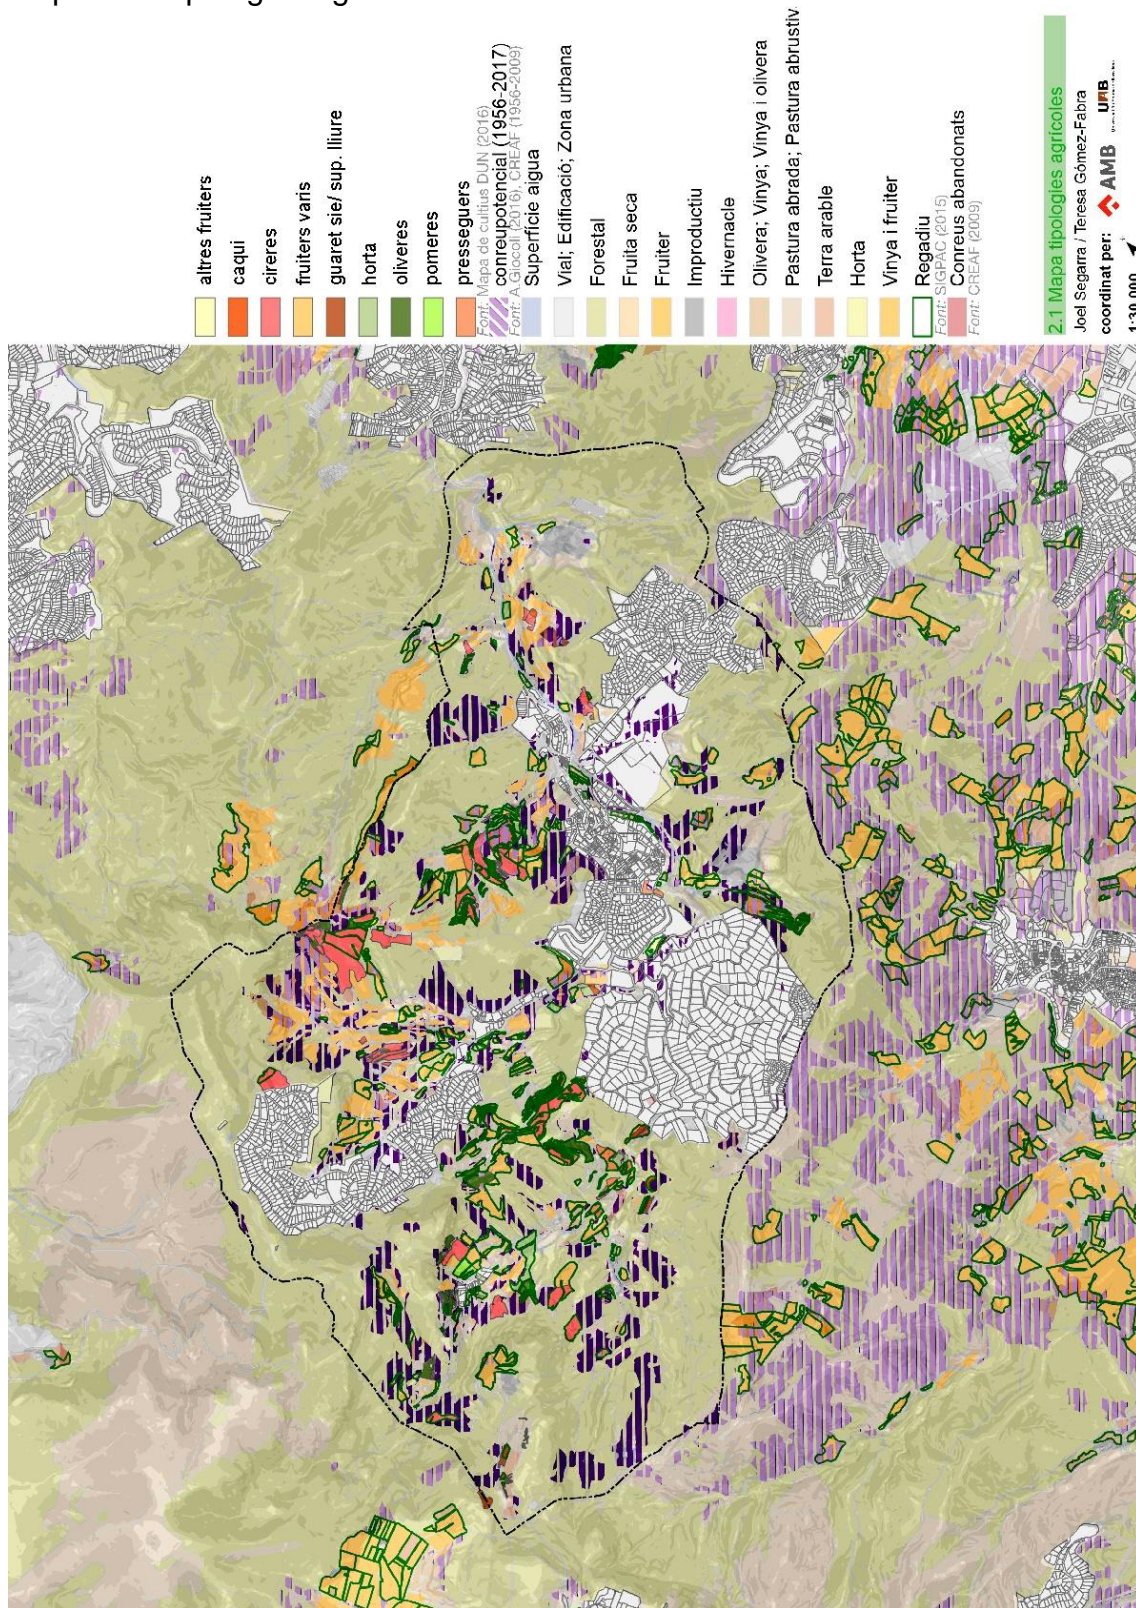 altres fruiters
caqui
cireres
fruiters varis
guaret sie/ sup. lliure
horta
oliveres
pomeres
presseguers
Font: Mapa de cultius DUN (2016)
conreupotencial (1956-2017)
Font: A.Giocoli (2016), CREAF (1956-2009)
Superfície aigua
Vial; Edificació; Zona urbana
Forestal
Fruita seca
Fruiter
Improductiu
Hivernacle
Olivera; Vinya; Vinya i olivera
Pastura abrada; Pastura abrustiv
Terra arable
Horta
Vinya i fruiter
Regadiu
Font: SIGPAC (2015)
Conreus abandonats
Font: CREAF (2009)
2.1 Mapa tipologies agrícoles
Joel Segarra / Teresa Gómez-Fabra
coordinat per: AMB UAB
1:30.000